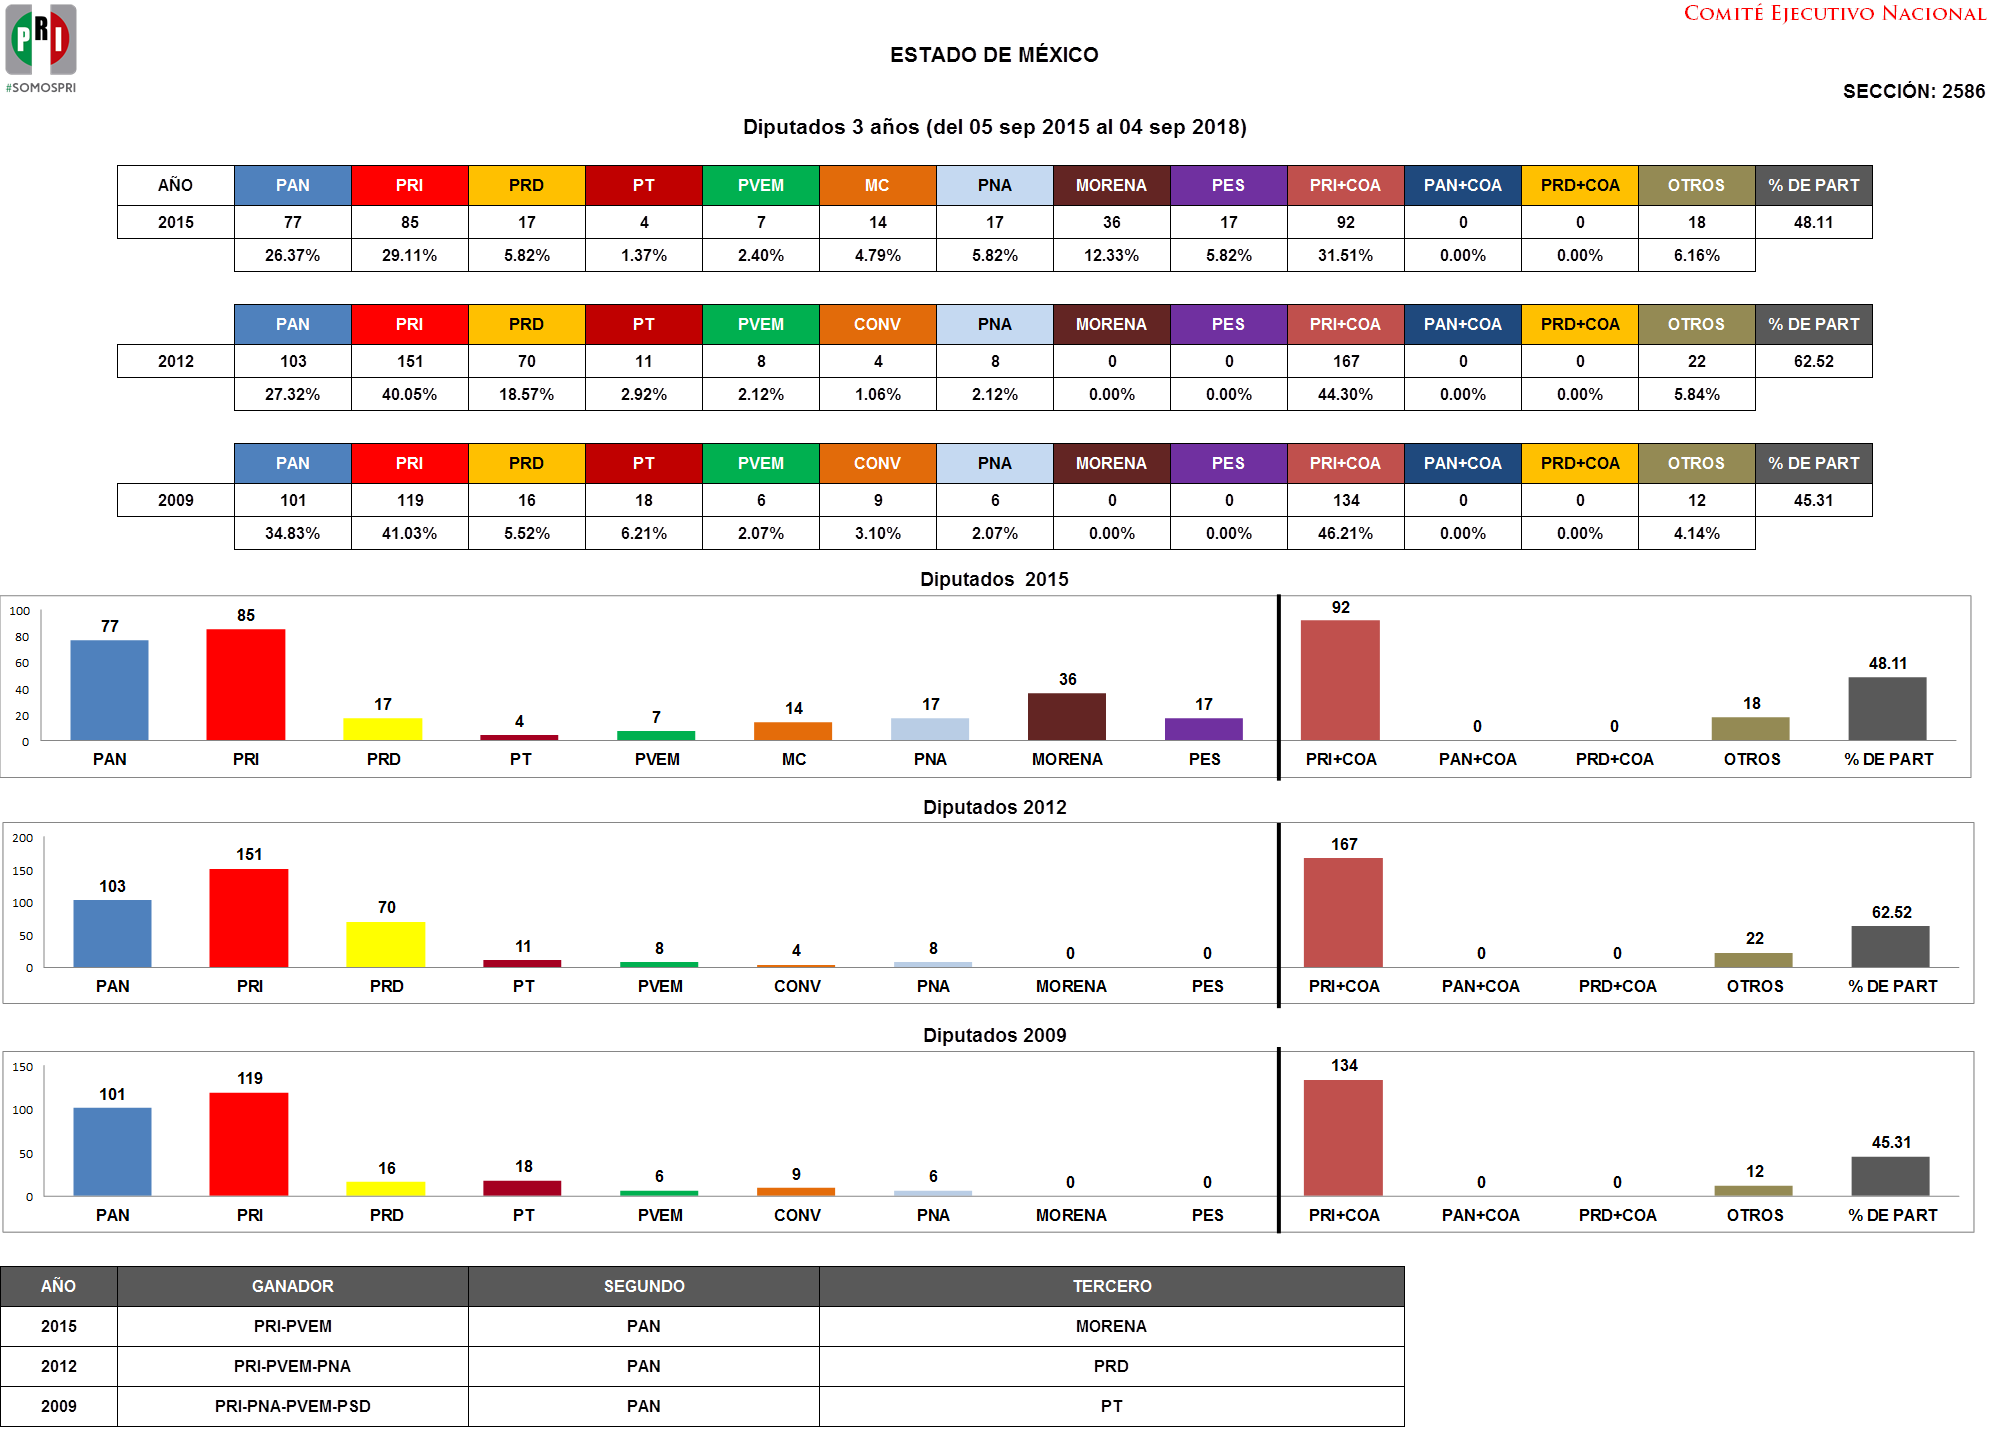 PRI
#SOMOSPRI
COMITÉ EJECUTIVO NACIONAL
ESTADO DE MÉXICO
SECCIÓN: 2586
Diputados 3 años (del 05 sep 2015 al 04 sep 2018)
AÑO PAN PRI PRD PT PVEM MC PNA MORENA PES PRI+COA PAN+COA PRD+COA OTROS % DE PART
2015 77 85 17 4 7 14 17 36 17 92 0 0 18 48.11
26.37% 29.11% 5.82% 1.37% 2.40% 4.79% 5.82% 12.33% 5.82% 31.51% 0.00% 0.00% 6.16%
PAN PRI PRD PT PVEM CONV PNA MORENA PES PRI+COA PAN+COA PRD+COA OTROS % DE PART
2012 103 151 70 11 8 4 8 0 0 167 0 0 22 62.52
27.32% 40.05% 18.57% 2.92% 2.12% 1.06% 2.12% 0.00% 0.00% 44.30% 0.00% 0.00% 5.84%
PAN PRI PRD PT PVEM CONV PNA MORENA PES PRI+COA PAN+COA PRD+COA OTROS % DE PART
2009 101 119 16 18 6 9 6 0 0 134 0 0 12 45.31
34.83% 41.03% 5.52% 6.21% 2.07% 3.10% 2.07% 0.00% 0.00% 46.21% 0.00% 0.00% 4.14%
Diputados 2015
100
80
60
40
20
0
77 85 17 4 7 14 17 36 17 92 0 0 18 48.11
PAN PRI PRD PT PVEM MC PNA MORENA PES PRI+COA PAN+COA PRD+COA OTROS % DE PART
Diputados 2012
200
150
100
50
0
103 151 70 11 8 4 8 0 0 167 0 0 22 62.52
PAN PRI PRD PT PVEM CONV PNA MORENA PES PRI+COA PAN+COA PRD+COA OTROS % DE PART
Diputados 2009
150
100
50
0
101 119 16 18 6 9 6 0 0 134 0 0 12 45.31
PAN PRI PRD PT PVEM CONV PNA MORENA PES PRI+COA PAN+COA PRD+COA OTROS % DE PART
AÑO GANADOR SEGUNDO TERCERO
2015 PRI-PVEM PAN MORENA
2012 PRI-PVEM-PNA PAN PRD
2009 PRI-PNA-PVEM-PSD PAN PT